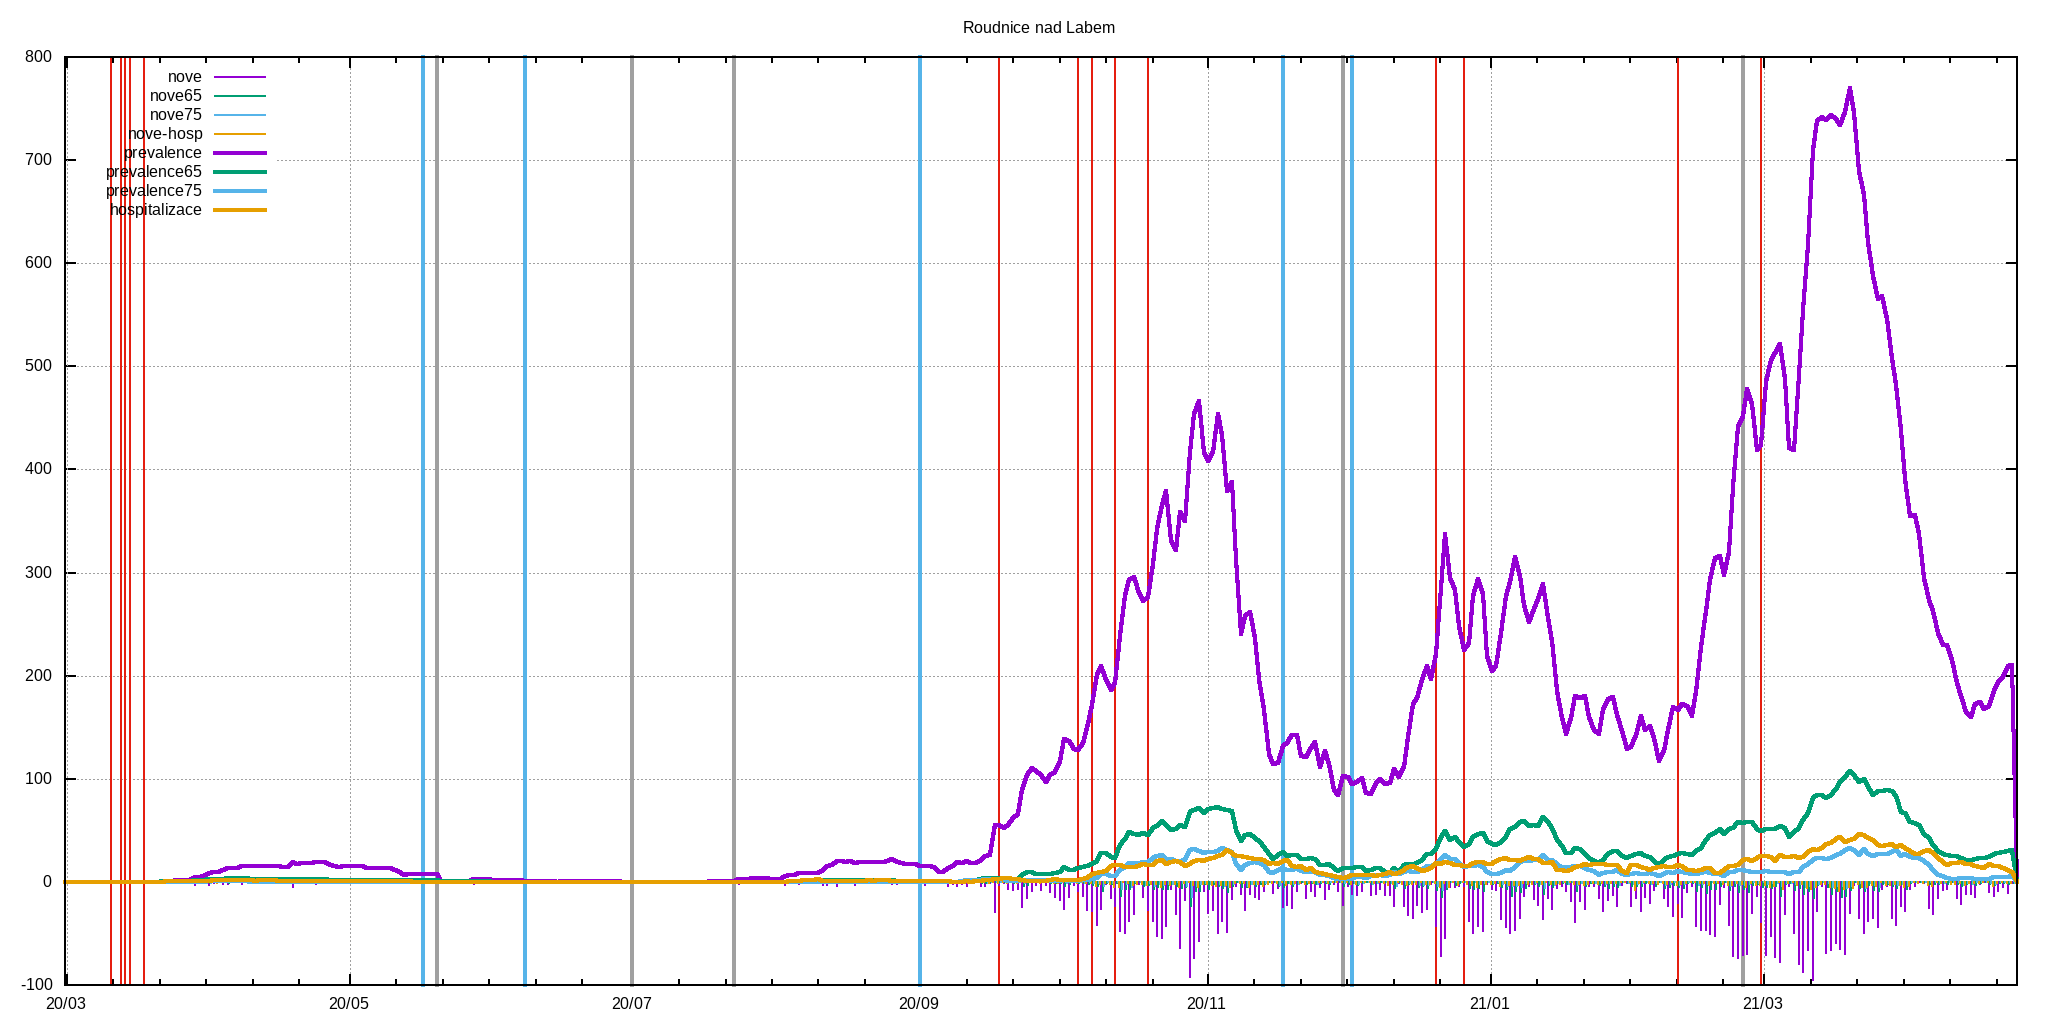 Roudnice nad Labem
800
nove
nove65
nove75
nove-hosp
prevalence
prevalence65
prevalence75
hospitalizace
700
600
500
400
300
200
100
0
-100
20/03 20/05 20/07 20/09 20/11 21/01 21/03